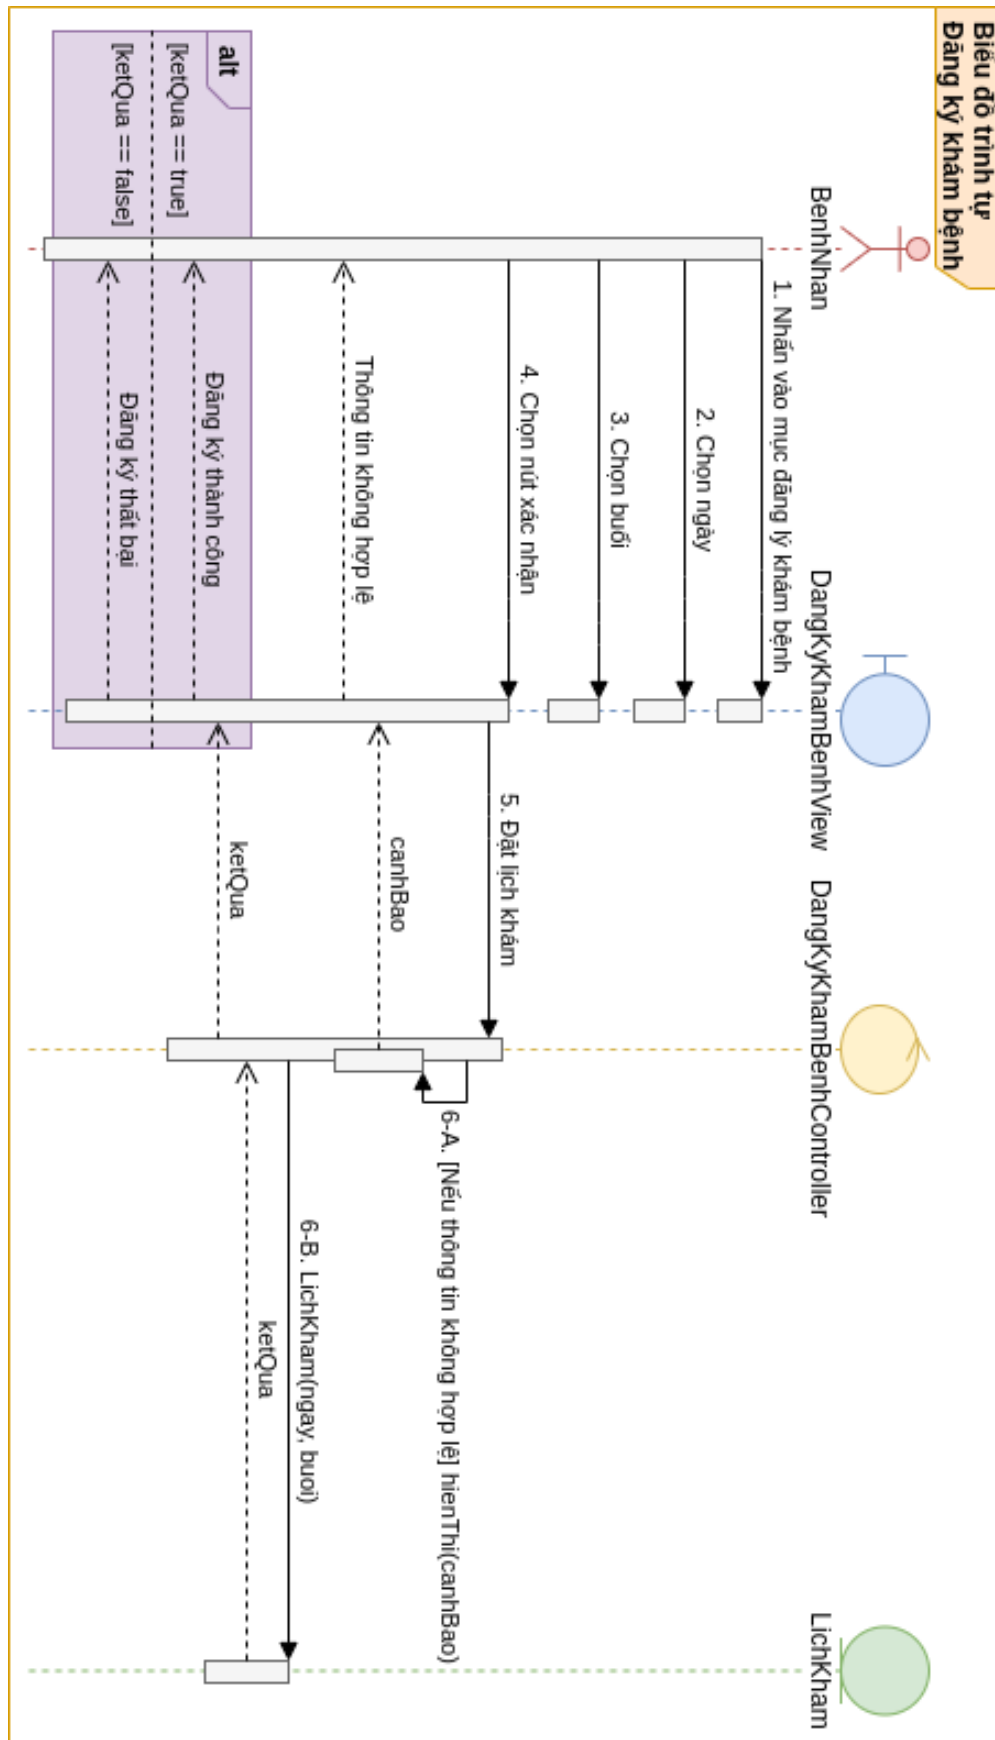 Biểu đồ trình tự
Đăng ký khám bệnh
BenhNhan
DangKyKhamBenhView
DangKyKhamBenhController
LichKham
1. Nhấn vào mục đăng lý khám bệnh
2. Chọn ngày
3. Chọn buổi
4. Chọn nút xác nhận
5. Đặt lịch khám
6-A. [Nếu thông tin không hợp lệ] hienThi(canhBao)
canhBao
Thông tin không hợp lệ
6-B. LichKham(ngay, buoi)
ketQua
ketQua
alt
[ketQua == true]
Đăng ký thành công
[ketQua == false]
Đăng ký thất bại